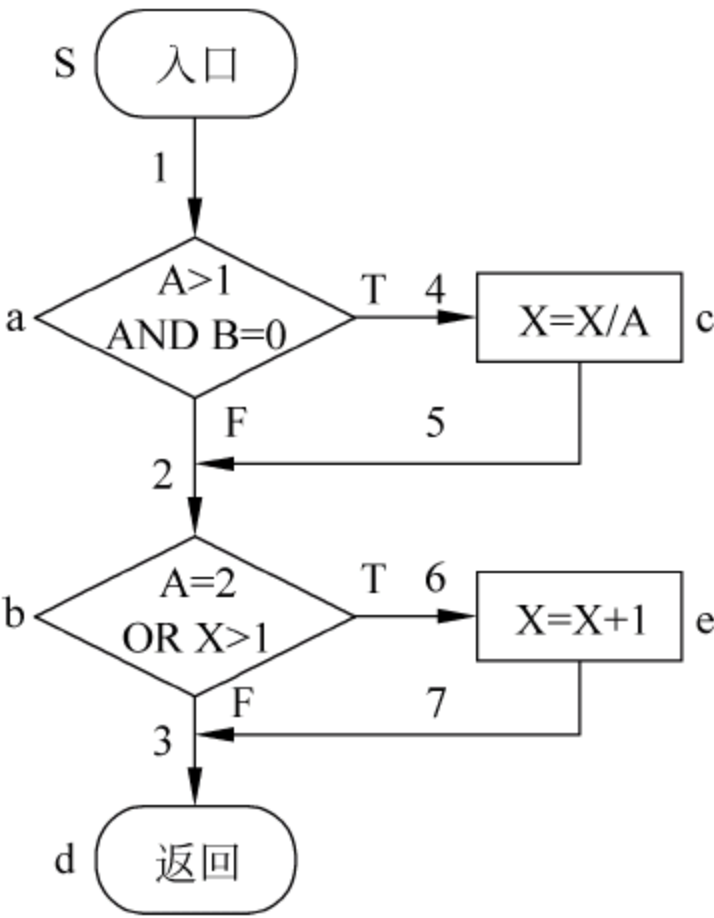 S 入口
1
A>1
a AND B=0
T 4
X=X/A c
F 5
2
A=2
b OR X>1
T 6
X=X+1 e
F 7
3
d 返回